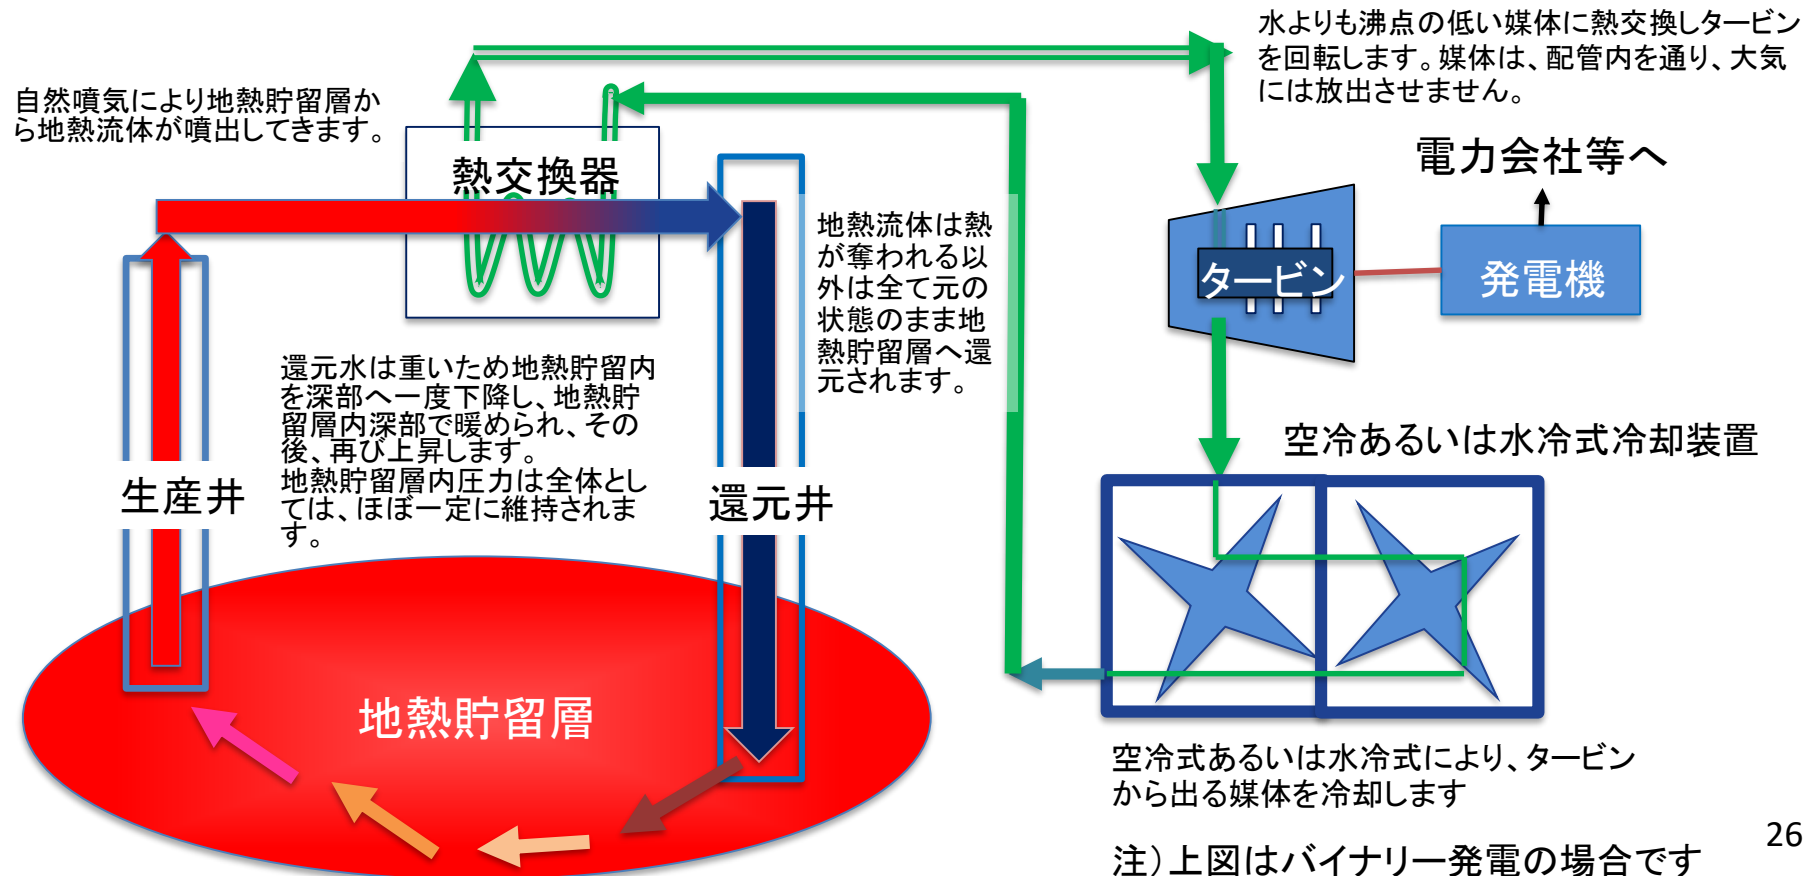 水よりも沸点の低い媒体に熱交換しタービン
を回転します。媒体は、配管内を通り、大気
には放出させません。
自然噴気により地熱貯留層か
ら地熱流体が噴出してきます。
電力会社等へ
熱交換器
地熱流体は熱
が奪われる以
外は全て元の
状態のまま地
熱貯留層へ還
元されます。
タービン
発電機
還元水は重いため地熱貯留内
を深部へ一度下降し、地熱貯
留層内深部で暖められ、その
後、再び上昇します。
地熱貯留層内圧力は全体とし
ては、ほぼ一定に維持されま
す。
空冷あるいは水冷式冷却装置
生産井
還元井
地熱貯留層
空冷式あるいは水冷式により、タービン
から出る媒体を冷却します
注）上図はバイナリー発電の場合です
26